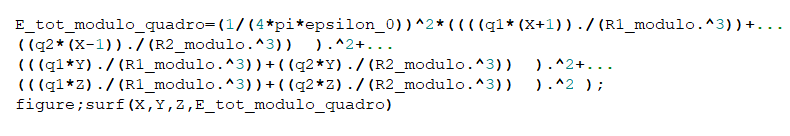 E_tot_modulo_quadro=(1/(4*pi*epsilon_0))^2*((((q1*(X+1))./(R1_modulo.^3))+...
((q2*(X-1))./(R2_modulo.^3))  ).^2+...
(((q1*Y)./(R1_modulo.^3))+((q2*Y)./(R2_modulo.^3))  ).^2+...
(((q1*Z)./(R1_modulo.^3))+((q2*Z)./(R2_modulo.^3))  ).^2 );
figure;surf(X,Y,Z,E_tot_modulo_quadro)